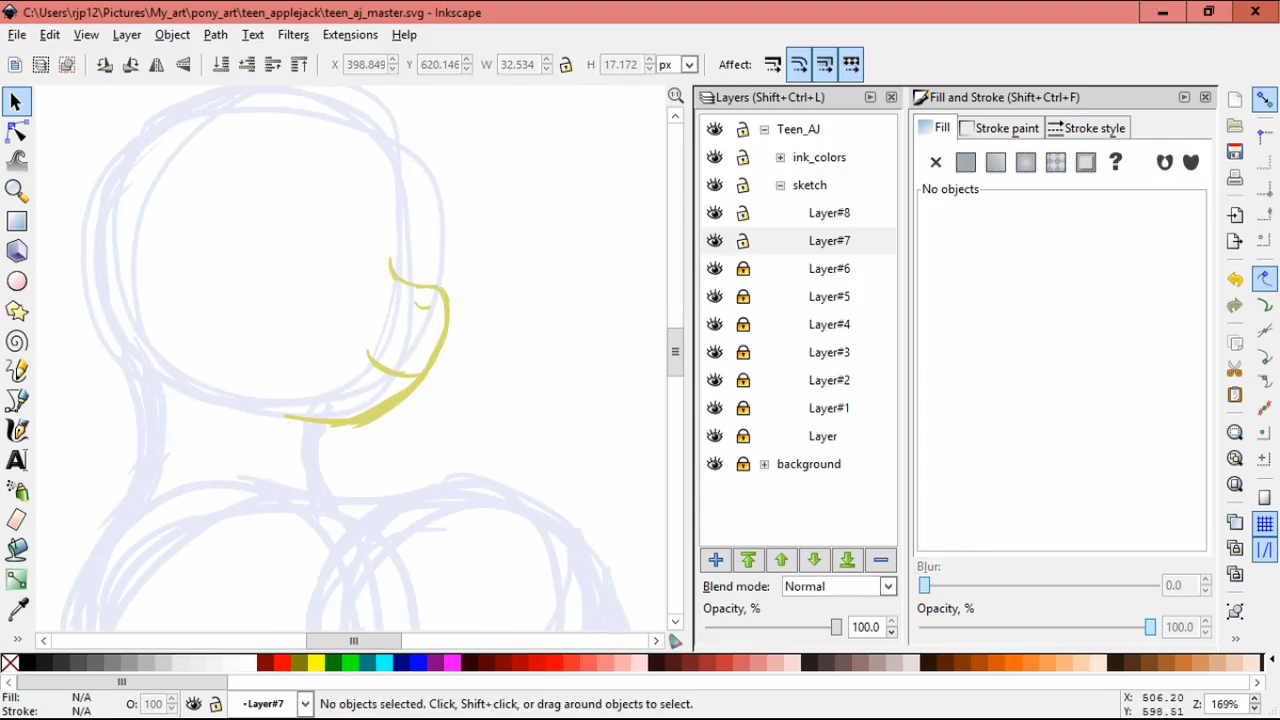 C:\Users\rjp12\Pictures\My_art\pony_art\teen_applejack\teen_aj_master.svg - Inkscape
File Edit View Layer Object Path Text Filters Extensions Help
X 398.849 Y 620.146 W 32.534 H 17.172 px Affect:
Layers (Shift+Ctrl+L)
Fill and Stroke (Shift+Ctrl+F)
Fill Stroke paint Stroke style
?
No objects
Teen_AJ
ink_colors
sketch
Layer#8
Layer#7
Layer#6
Layer#5
Layer#4
Layer#3
Layer#2
Layer#1
Layer
background
Blend mode: Normal
Opacity, % 100.0
Blur: 0.0
Opacity, % 100.0
Fill: N/A
Stroke: N/A
O: 100
Layer#7
No objects selected. Click, Shift+click, or drag around objects to select.
X: 506.20
Y: 598.51
Z: 169%